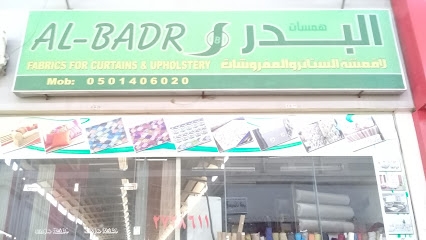 AL-BADR
همسات
البدر
FABRICS FOR CURTAINS & UPHOLSTERY
لأقمشة الستائر والمفروشات
Mob: 0501406020